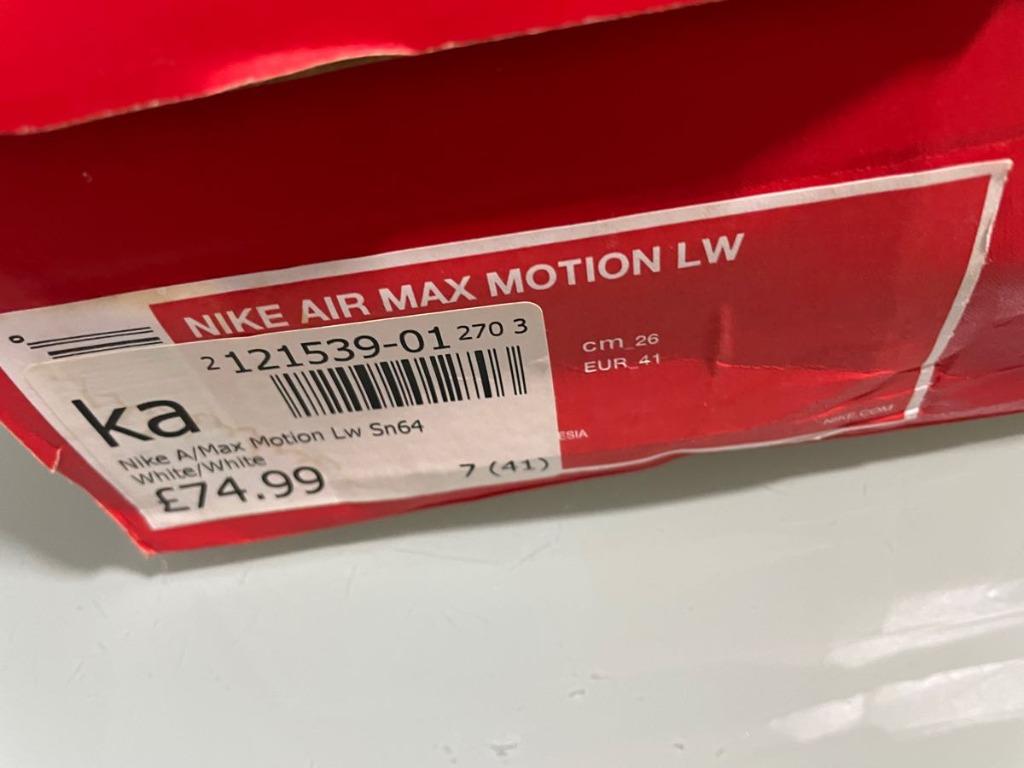 NIKE AIR MAX MOTION LW
2 121539-01 270 3
cm_26
EUR_41
ka
Nike A/Max Motion Lw Sn64
White/White
£74.99
7 (41)
ESIA
NIKE.COM